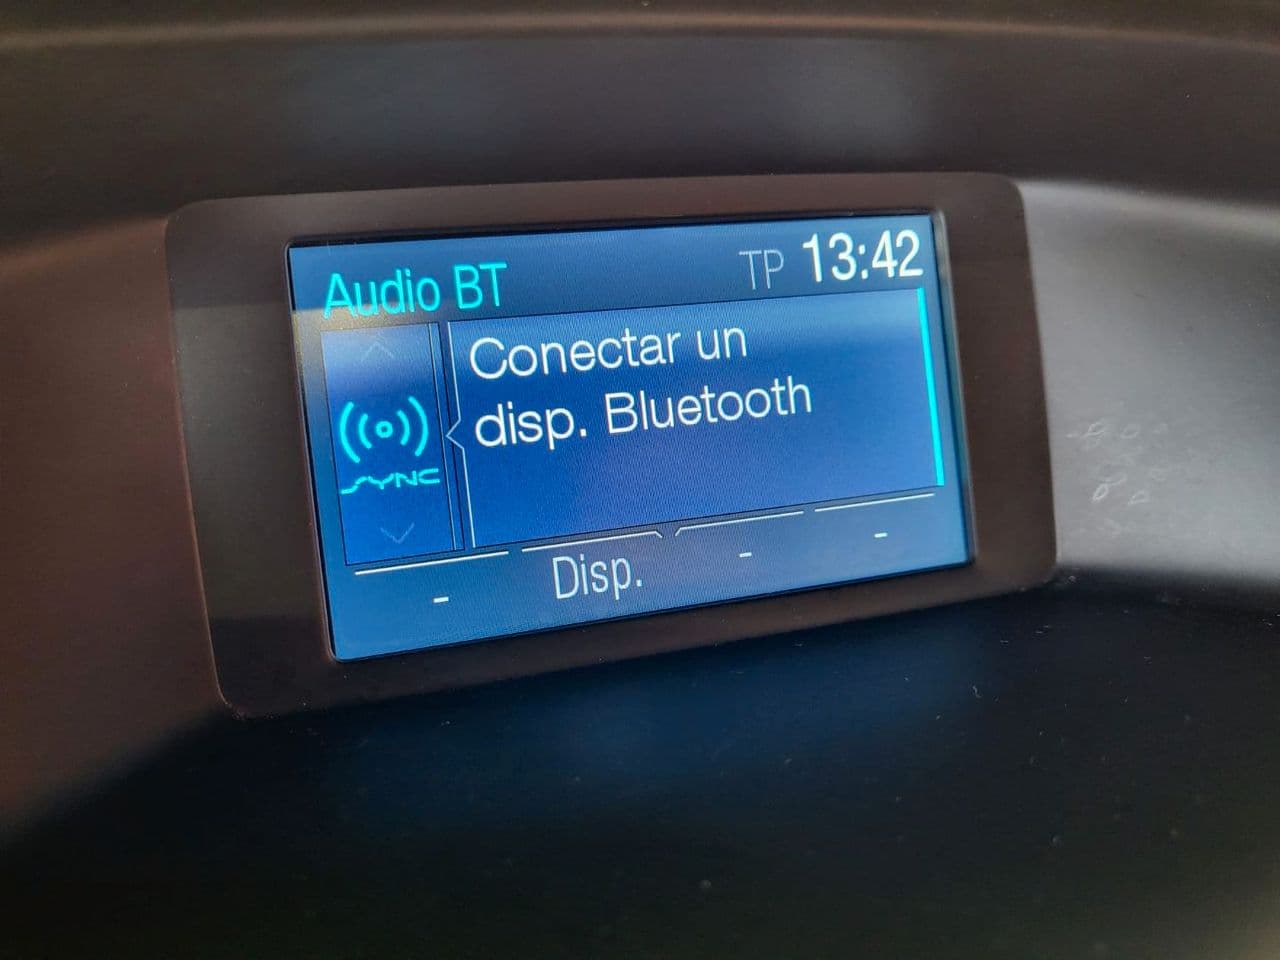 Audio BT
TP 13:42
Conectar un
disp. Bluetooth
SYNC
- Disp. - -